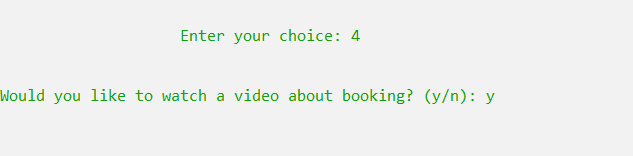 Enter your choice: 4
Would you like to watch a video about booking? (y/n): y